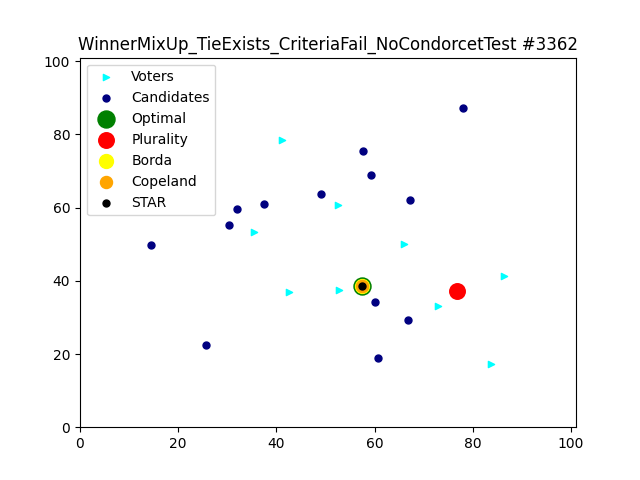 WinnerMixUp_TieExists_CriteriaFail_NoCondorcetTest #3362
Voters
Candidates
Optimal
Plurality
Borda
Copeland
STAR
100
80
60
40
20
0
0 20 40 60 80 100